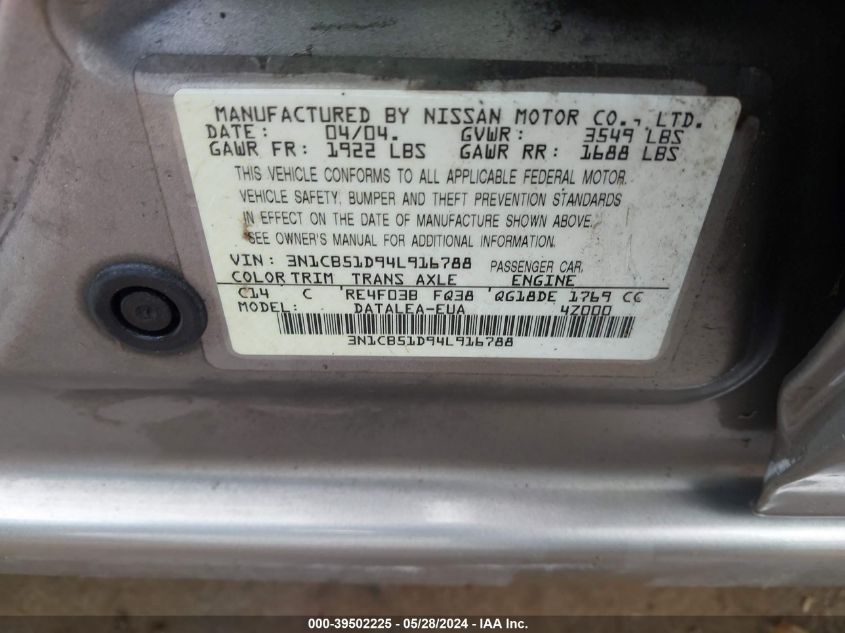 MANUFACTURED BY NISSAN MOTOR CO., LTD.
DATE: 04/04. GVWR: 3549 LBS
GAWR FR: 1922 LBS GAWR RR: 1688 LBS
THIS VEHICLE CONFORMS TO ALL APPLICABLE FEDERAL MOTOR
VEHICLE SAFETY, BUMPER AND THEFT PREVENTION STANDARDS
IN EFFECT ON THE DATE OF MANUFACTURE SHOWN ABOVE.
SEE OWNER'S MANUAL FOR ADDITIONAL INFORMATION.
VIN: 3N1CB51D94L916788 PASSENGER CAR
COLOR TRIM TRANS AXLE ENGINE
C14 C RE4F03B FQ38 QG18DE 1769 CC
MODEL: DATALEA-EUA 4Z000
3N1CB51D94L916788
000-39502225 - 05/28/2024 - IAA Inc.